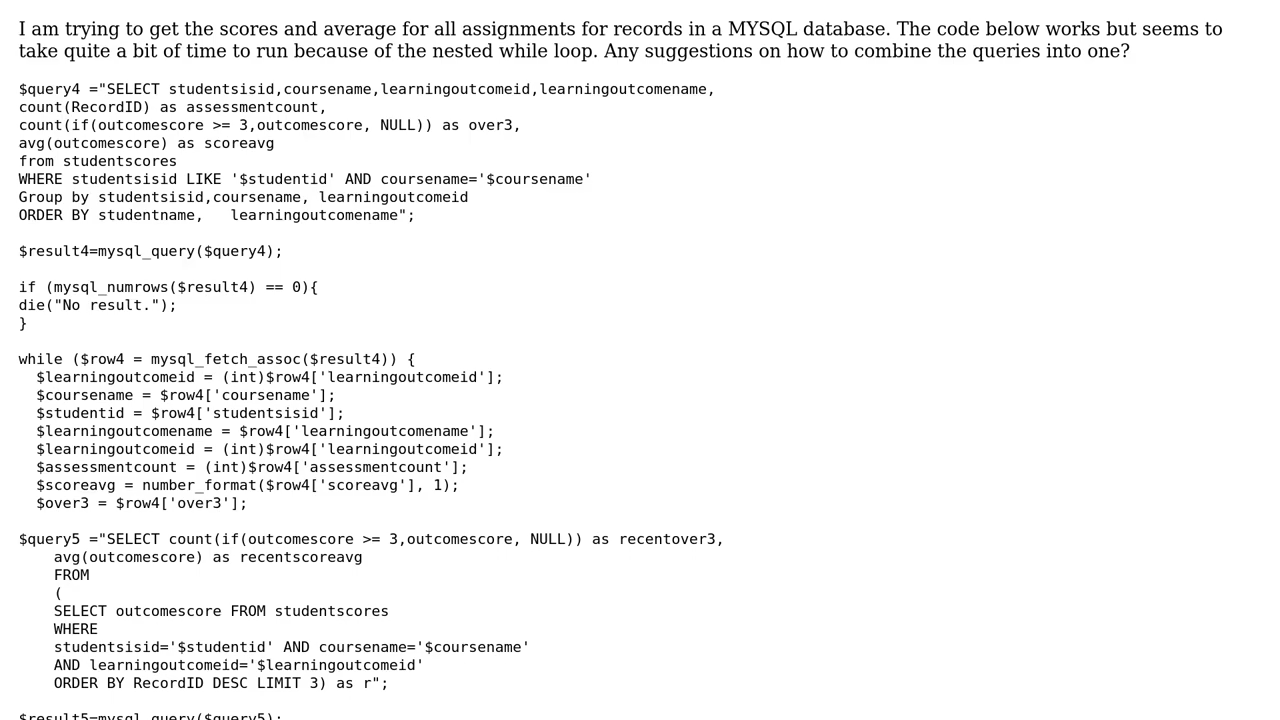 I am trying to get the scores and average for all assignments for records in a MYSQL database. The code below works but seems to
take quite a bit of time to run because of the nested while loop. Any suggestions on how to combine the queries into one?
$query4 ="SELECT studentsisid,coursename,learningoutcomeid,learningoutcomename,
count(RecordID) as assessmentcount,
count(if(outcomescore >= 3,outcomescore, NULL)) as over3,
avg(outcomescore) as scoreavg
from studentscores
WHERE studentsisid LIKE '$studentid' AND coursename='$coursename'
Group by studentsisid,coursename, learningoutcomeid
ORDER BY studentname,   learningoutcomename";
$result4=mysql_query($query4);
if (mysql_numrows($result4) == 0){
die("No result.");
}
while ($row4 = mysql_fetch_assoc($result4)) {
  $learningoutcomeid = (int)$row4['learningoutcomeid'];
  $coursename = $row4['coursename'];
  $studentid = $row4['studentsisid'];
  $learningoutcomename = $row4['learningoutcomename'];
  $learningoutcomeid = (int)$row4['learningoutcomeid'];
  $assessmentcount = (int)$row4['assessmentcount'];
  $scoreavg = number_format($row4['scoreavg'], 1);
  $over3 = $row4['over3'];
$query5 ="SELECT count(if(outcomescore >= 3,outcomescore, NULL)) as recentover3,
    avg(outcomescore) as recentscoreavg
    FROM
    (
    SELECT outcomescore FROM studentscores
    WHERE
    studentsisid='$studentid' AND coursename='$coursename'
    AND learningoutcomeid='$learningoutcomeid'
    ORDER BY RecordID DESC LIMIT 3) as r";
$result5=mysql_query($query5);